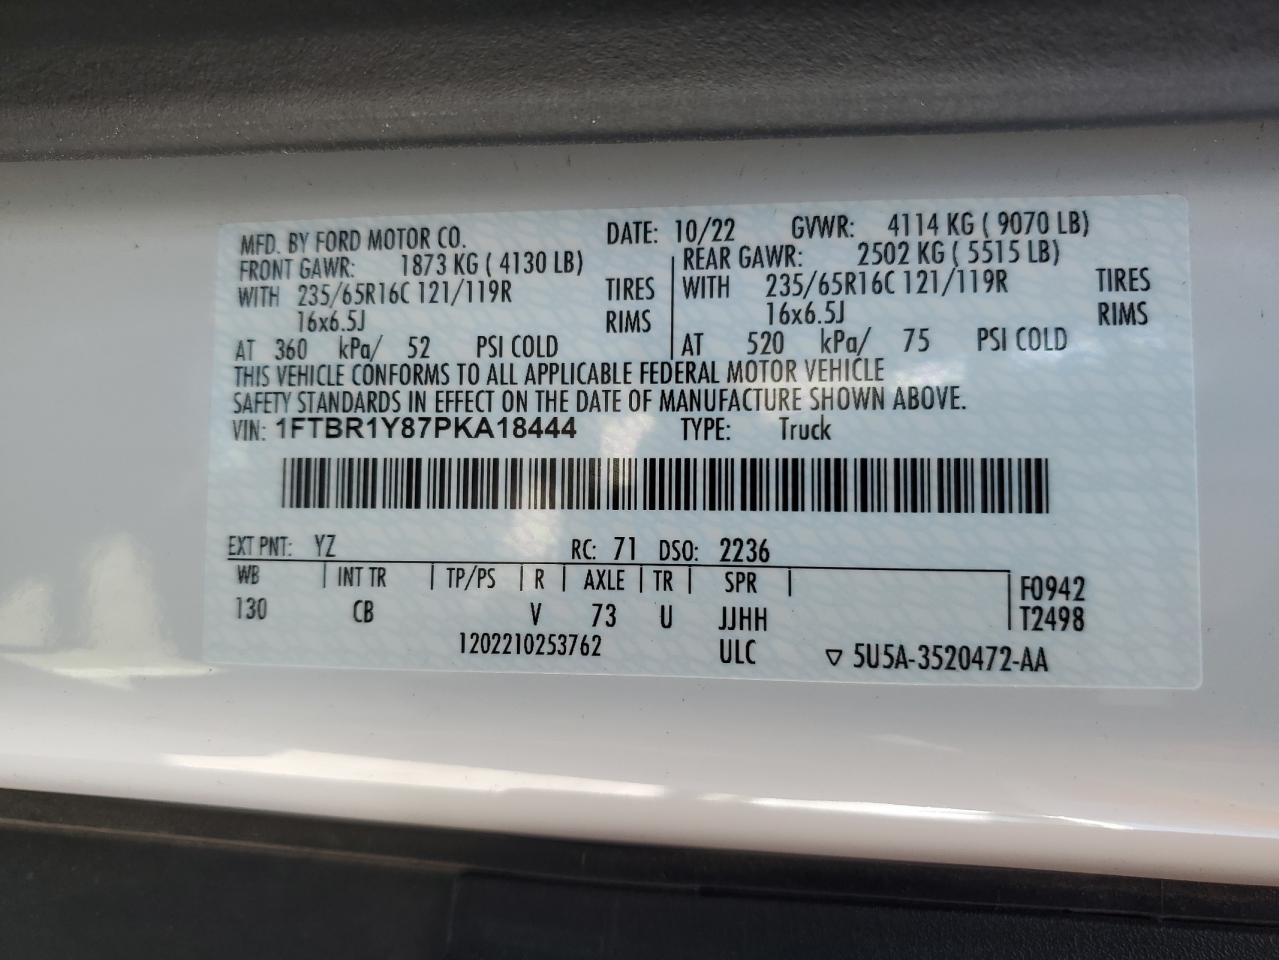 MFD. BY FORD MOTOR CO. DATE: 10/22 GVWR: 4114 KG ( 9070 LB)
FRONT GAWR: 1873 KG ( 4130 LB) REAR GAWR: 2502 KG ( 5515 LB)
WITH 235/65R16C 121/119R TIRES WITH 235/65R16C 121/119R TIRES
16x6.5J RIMS 16x6.5J RIMS
AT 360 kPa/ 52 PSI COLD AT 520 kPa/ 75 PSI COLD
THIS VEHICLE CONFORMS TO ALL APPLICABLE FEDERAL MOTOR VEHICLE
SAFETY STANDARDS IN EFFECT ON THE DATE OF MANUFACTURE SHOWN ABOVE.
VIN: 1FTBR1Y87PKA18444 TYPE: Truck
EXT PNT: YZ RC: 71 DSO: 2236
WB INT TR TP/PS R AXLE TR SPR F0942
130 CB V 73 U JJHH T2498
1202210253762 ULC ▽ 5U5A-3520472-AA